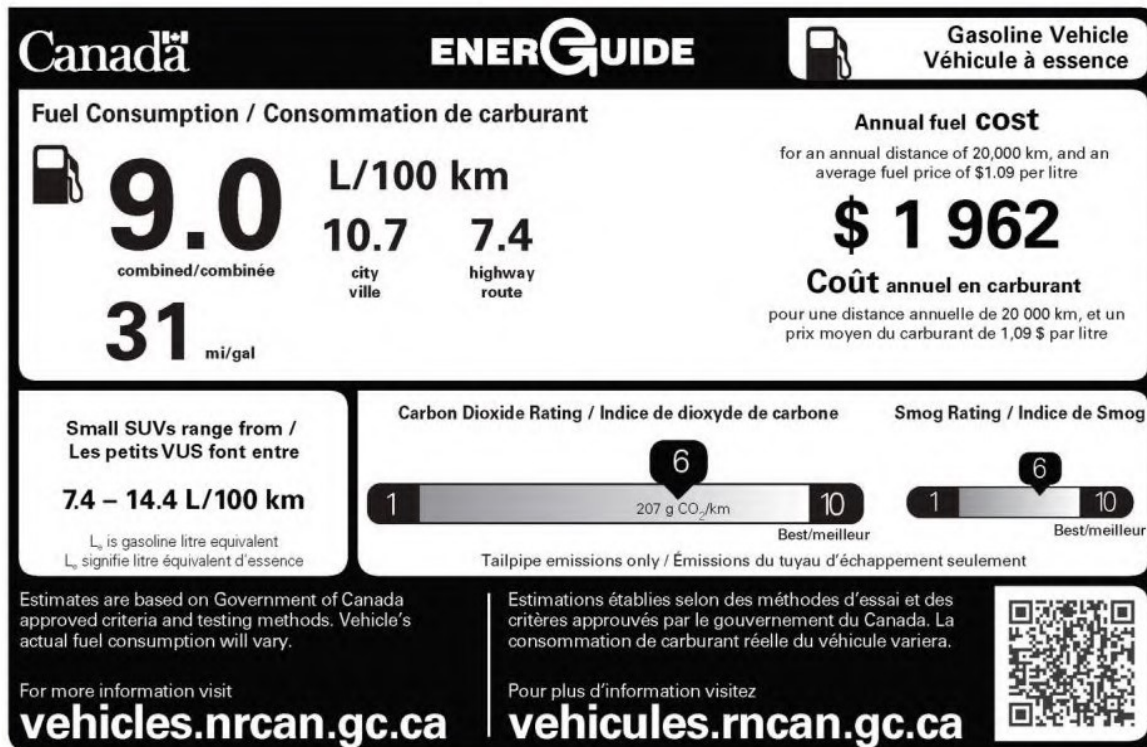 Canada
ENERGUIDE
Gasoline Vehicle
Véhicule à essence
Fuel Consumption / Consommation de carburant
9.0
combined/combinée
L/100 km
10.7
city
ville
7.4
highway
route
31 mi/gal
Annual fuel cost
for an annual distance of 20,000 km, and an
average fuel price of $1.09 per litre
$ 1 962
Coût annuel en carburant
pour une distance annuelle de 20 000 km, et un
prix moyen du carburant de 1,09 $ par litre
Small SUVs range from /
Les petits VUS font entre
7.4 – 14.4 L/100 km
Lₑ is gasoline litre equivalent
Lₑ signifie litre équivalent d'essence
Carbon Dioxide Rating / Indice de dioxyde de carbone
6
1
207 g CO₂/km
10
Best/meilleur
Smog Rating / Indice de Smog
6
1
10
Best/meilleur
Tailpipe emissions only / Émissions du tuyau d'échappement seulement
Estimates are based on Government of Canada
approved criteria and testing methods. Vehicle's
actual fuel consumption will vary.
For more information visit
vehicles.nrcan.gc.ca
Estimations établies selon des méthodes d'essai et des
critères approuvés par le gouvernement du Canada. La
consommation de carburant réelle du véhicule variera.
Pour plus d'information visitez
vehicules.rncan.gc.ca